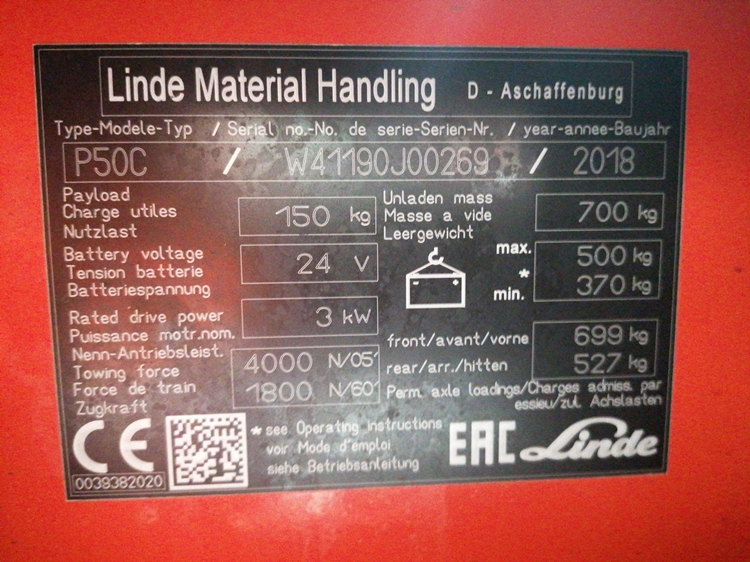 Linde Material Handling D - Aschaffenburg
Type-Modele-Typ / Serial no.-No. de serie-Serien-Nr. / year-annee-Baujahr
P50C / W41190J00269 / 2018
Payload
Charge utiles
Nutzlast
150 kg
Unladen mass
Masse a vide
Leergewicht
700 kg
Battery voltage
Tension batterie
Batteriespannung
24 V
max. 500 kg
*
min. 370 kg
Rated drive power
Puissance motr.nom.
Nenn-Antriebsleist.
3 kW
front/avant/vorne 699 kg
rear/arr./hitten 527 kg
Towing force
Force de train
Zugkraft
4000 N/05'
1800 N/60'
Perm. axle loadings/Charges admiss. par
essieu/zul. Achslasten
CE
0039382020
* see Operating Instructions
voir Mode d'emploi
siehe Betriebsanleitung
EAC Linde